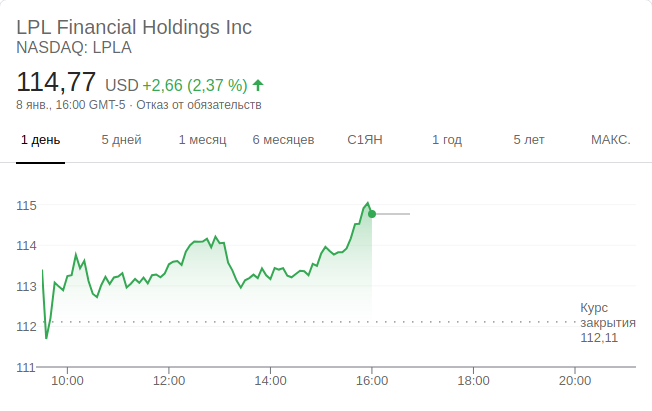 LPL Financial Holdings Inc
NASDAQ: LPLA
114,77 USD +2,66 (2,37 %)
8 янв., 16:00 GMT-5 · Отказ от обязательств
1 день 5 дней 1 месяц 6 месяцев С1ЯН 1 год 5 лет МАКС.
115
114
113
112
111
Курс
закрытия
112,11
10:00 12:00 14:00 16:00 18:00 20:00